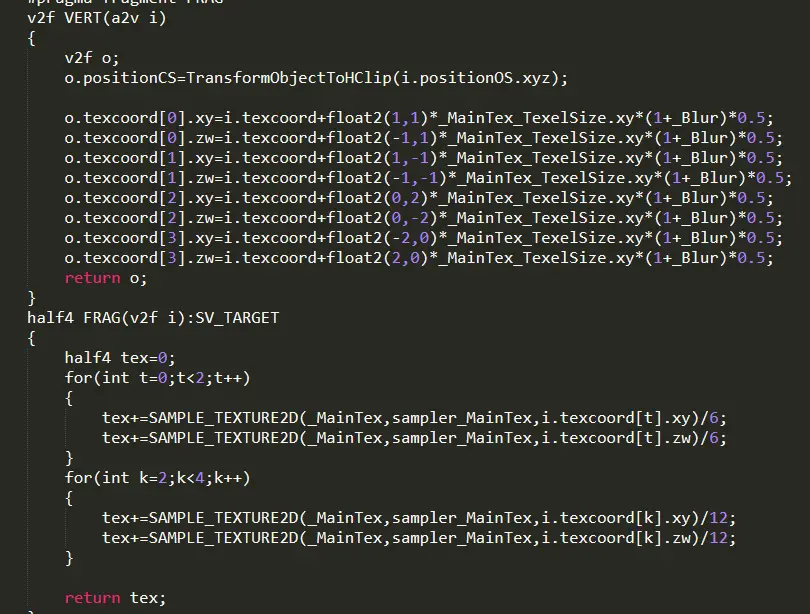 #pragma fragment FRAG
v2f VERT(a2v i)
{
v2f o;
o.positionCS=TransformObjectToHClip(i.positionOS.xyz);
o.texcoord[0].xy=i.texcoord+float2(1,1)*_MainTex_TexelSize.xy*(1+_Blur)*0.5;
o.texcoord[0].zw=i.texcoord+float2(-1,1)*_MainTex_TexelSize.xy*(1+_Blur)*0.5;
o.texcoord[1].xy=i.texcoord+float2(1,-1)*_MainTex_TexelSize.xy*(1+_Blur)*0.5;
o.texcoord[1].zw=i.texcoord+float2(-1,-1)*_MainTex_TexelSize.xy*(1+_Blur)*0.5;
o.texcoord[2].xy=i.texcoord+float2(0,2)*_MainTex_TexelSize.xy*(1+_Blur)*0.5;
o.texcoord[2].zw=i.texcoord+float2(0,-2)*_MainTex_TexelSize.xy*(1+_Blur)*0.5;
o.texcoord[3].xy=i.texcoord+float2(-2,0)*_MainTex_TexelSize.xy*(1+_Blur)*0.5;
o.texcoord[3].zw=i.texcoord+float2(2,0)*_MainTex_TexelSize.xy*(1+_Blur)*0.5;
return o;
}
half4 FRAG(v2f i):SV_TARGET
{
half4 tex=0;
for(int t=0;t<2;t++)
{
tex+=SAMPLE_TEXTURE2D(_MainTex,sampler_MainTex,i.texcoord[t].xy)/6;
tex+=SAMPLE_TEXTURE2D(_MainTex,sampler_MainTex,i.texcoord[t].zw)/6;
}
for(int k=2;k<4;k++)
{
tex+=SAMPLE_TEXTURE2D(_MainTex,sampler_MainTex,i.texcoord[k].xy)/12;
tex+=SAMPLE_TEXTURE2D(_MainTex,sampler_MainTex,i.texcoord[k].zw)/12;
}
return tex;